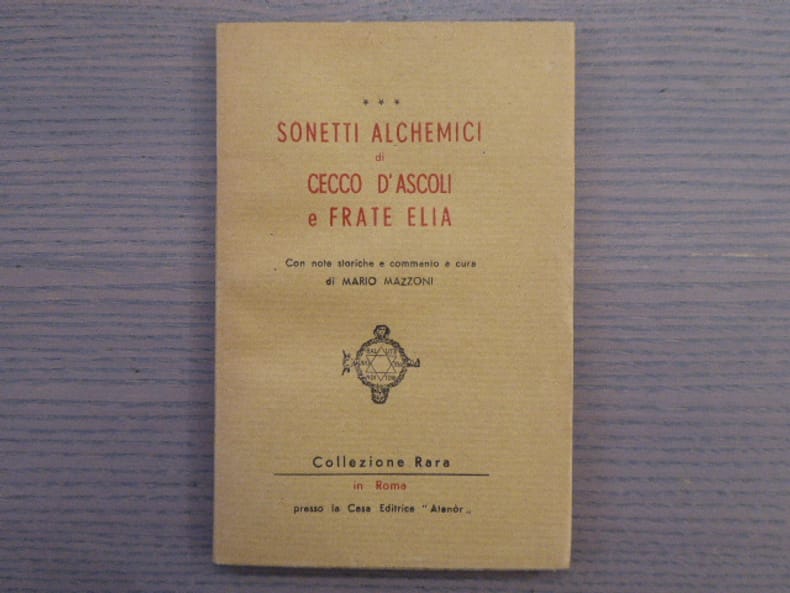 * * *
SONETTI ALCHEMICI
di
CECCO D'ASCOLI
e FRATE ELIA
Con note storiche e commento a cura
di MARIO MAZZONI
Collezione Rara
in Roma
presso la Casa Editrice "Atanòr„